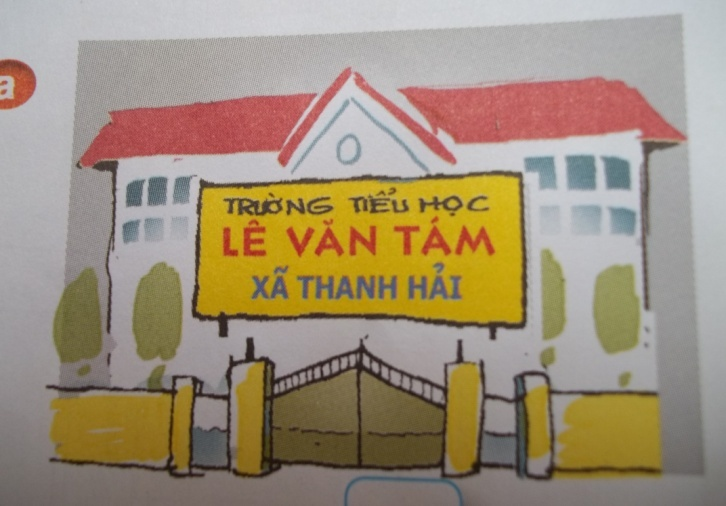 a
TRƯỜNG TIỂU HỌC
LÊ VĂN TÁM
XÃ THANH HẢI